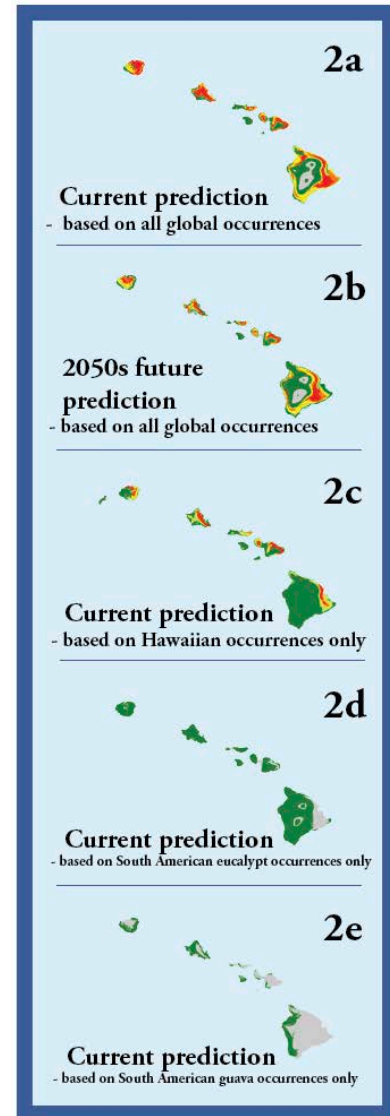 2a
Current prediction
- based on all global occurrences
2b
2050s future
prediction
- based on all global occurrences
2c
Current prediction
- based on Hawaiian occurrences only
2d
Current prediction
- based on South American eucalypt occurrences only
2e
Current prediction
- based on South American guava occurrences only